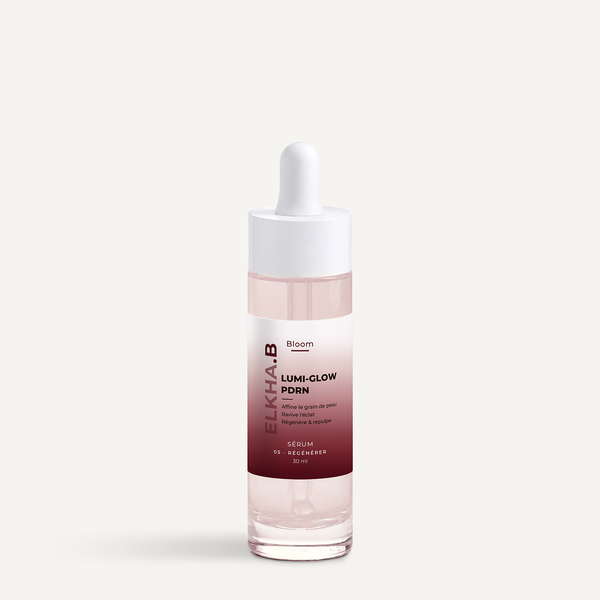 ELKHA.B
Bloom
LUMI-GLOW
PDRN
Affine le grain de peau
Ravive l'éclat
Régénère & repulpe
SÉRUM
05 - RÉGÉNÉRER
30 ml